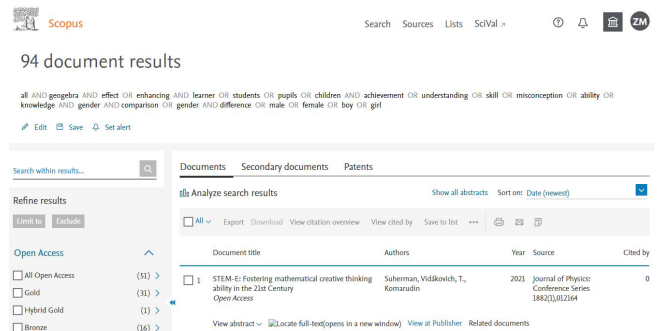 Scopus
Search Sources Lists SciVal ↗ ZM
94 document results
all AND geogebra AND effect OR enhancing AND learner OR students OR pupils OR children AND achievement OR understanding OR skill OR misconception OR ability OR
knowledge AND gender AND comparison OR gender AND difference OR male OR female OR boy OR girl
Edit Save Set alert
Search within results...
Refine results
Limit to Exclude
Open Access
All Open Access (51)
Gold (31)
Hybrid Gold (1)
Bronze (16)
Documents Secondary documents Patents
Analyze search results Show all abstracts Sort on: Date (newest)
All Export Download View citation overview View cited by Save to list •••
Document title Authors Year Source Cited by
1 STEM-E: Fostering mathematical creative thinking Suherman, Vidákovich, T., 2021 Journal of Physics: 0
ability in the 21st Century Komarudin Conference Series
Open Access 1882(1),012164
View abstract Locate full-text(opens in a new window) View at Publisher Related documents